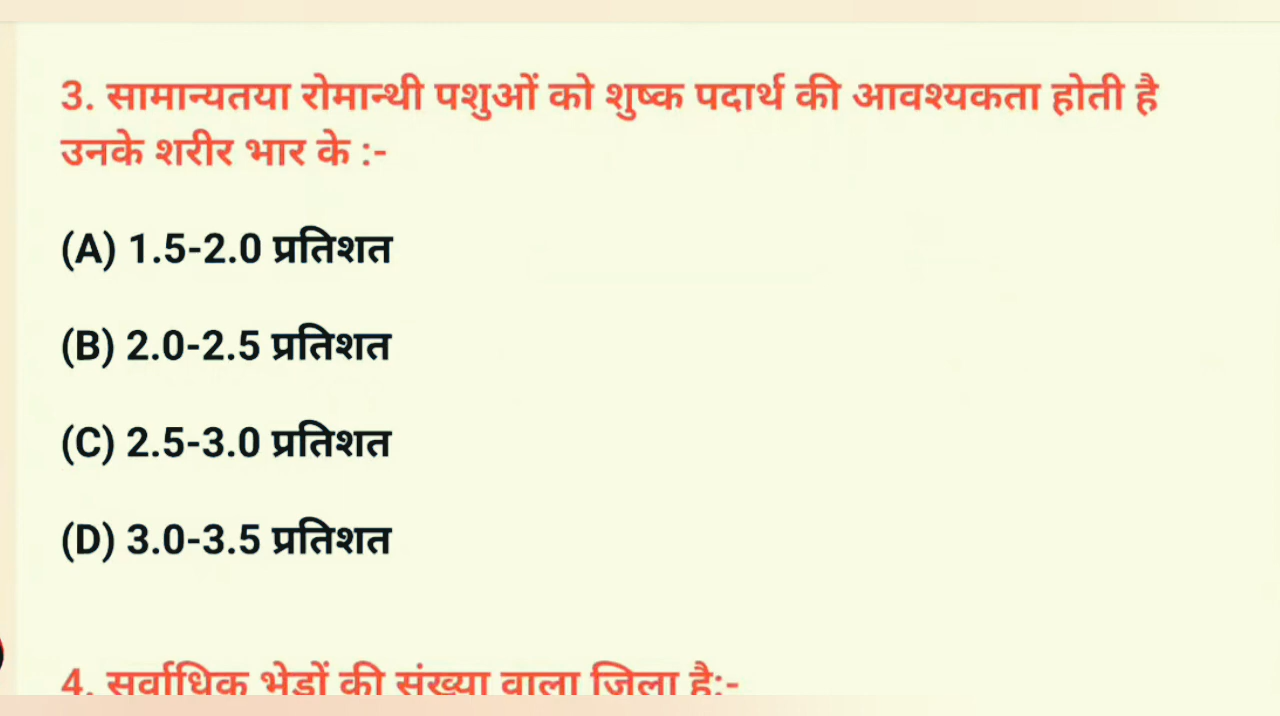 3. सामान्यतया रोमान्थी पशुओं को शुष्क पदार्थ की आवश्यकता होती है
उनके शरीर भार के :-
(A) 1.5-2.0 प्रतिशत
(B) 2.0-2.5 प्रतिशत
(C) 2.5-3.0 प्रतिशत
(D) 3.0-3.5 प्रतिशत
4. सर्वाधिक भेड़ों की संख्या वाला जिला है:-